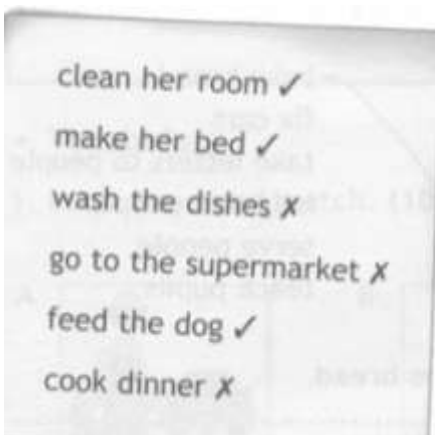 clean her room ✓
make her bed ✓
wash the dishes ✗
go to the supermarket ✗
feed the dog ✓
cook dinner ✗